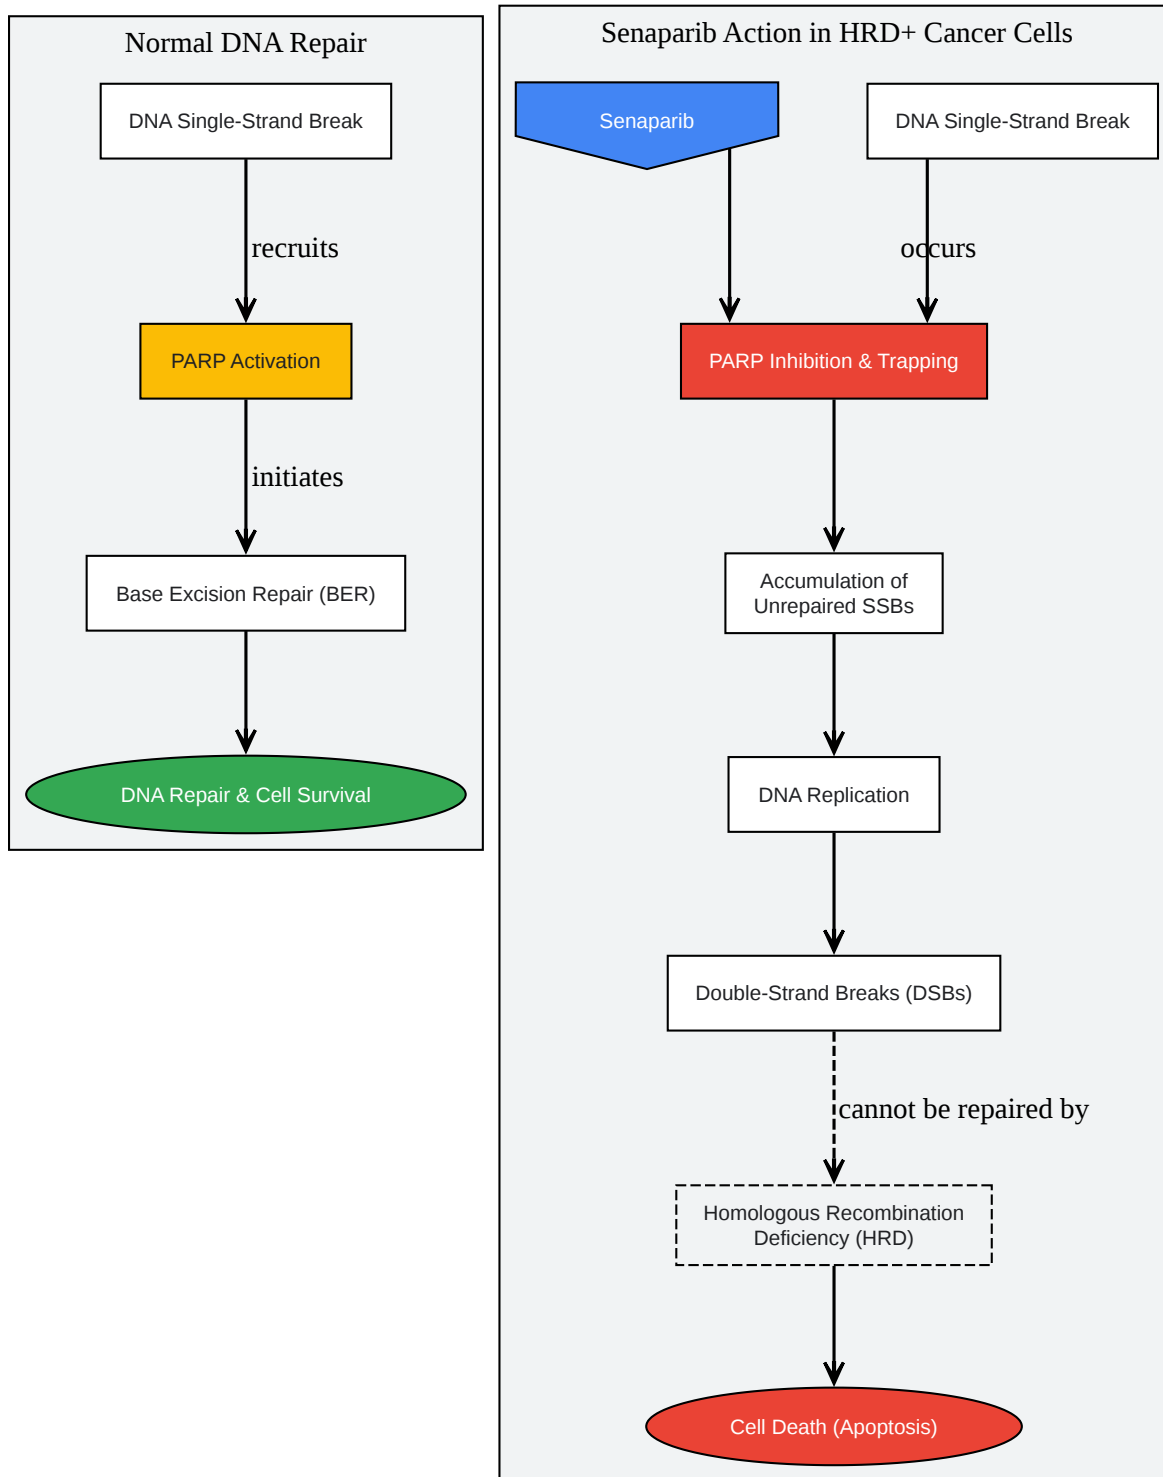 Normal DNA Repair
DNA Single-Strand Break
recruits
PARP Activation
initiates
Base Excision Repair (BER)
DNA Repair & Cell Survival
Senaparib Action in HRD+ Cancer Cells
Senaparib
DNA Single-Strand Break
occurs
PARP Inhibition & Trapping
Accumulation of
Unrepaired SSBs
DNA Replication
Double-Strand Breaks (DSBs)
cannot be repaired by
Homologous Recombination
Deficiency (HRD)
Cell Death (Apoptosis)